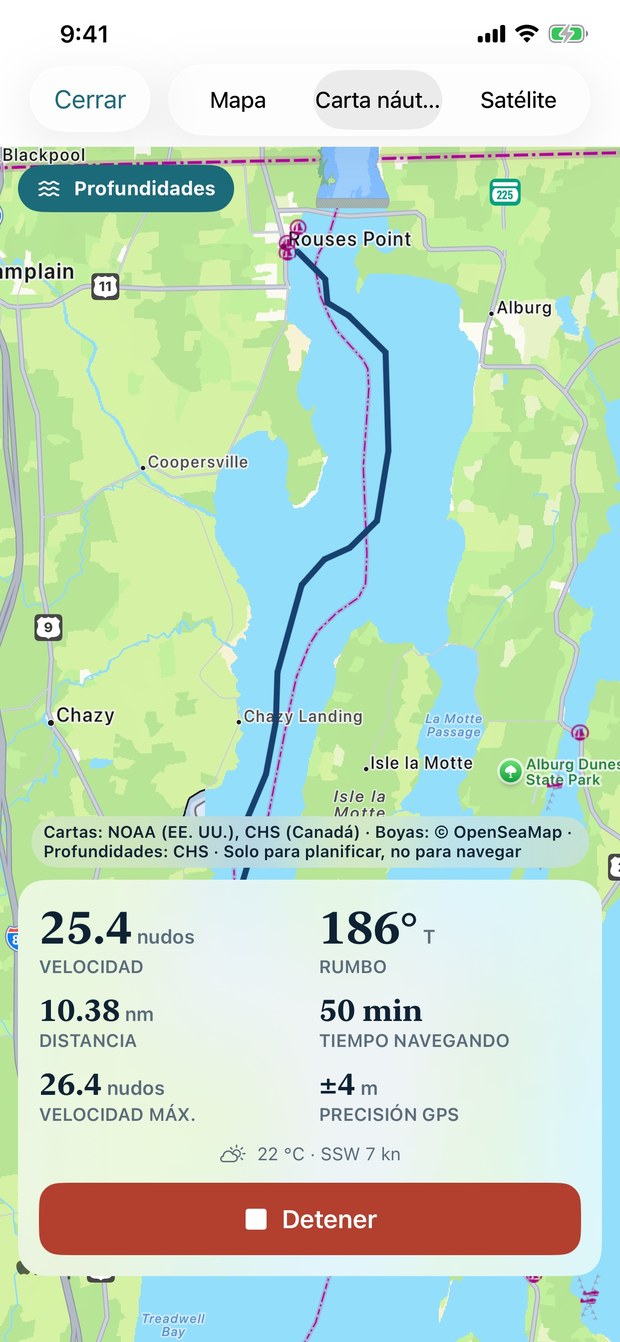 9:41
Cerrar
Mapa
Carta náut...
Satélite
Blackpool
Profundidades
225
Rouses Point
amplain
11
Alburg
Coopersville
9
Chazy
Chazy Landing
La Motte
Passage
Isle la Motte
Alburg Dunes
State Park
Isle la
Motte
Cartas: NOAA (EE. UU.), CHS (Canadá) · Boyas: © OpenSeaMap ·
Profundidades: CHS · Solo para planificar, no para navegar
25.4 nudos
VELOCIDAD
186° T
RUMBO
10.38 nm
DISTANCIA
50 min
TIEMPO NAVEGANDO
26.4 nudos
VELOCIDAD MÁX.
±4 m
PRECISIÓN GPS
22 °C · SSW 7 kn
Detener
Treadwell
Bay